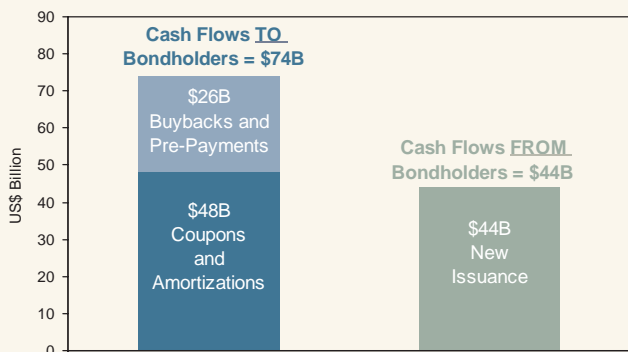 90
80
70
60
50
40
30
20
10
0
US$ Billion
Cash Flows TO
Bondholders = $74B
$26B
Buybacks and
Pre-Payments
$48B
Coupons
and
Amortizations
Cash Flows FROM
Bondholders = $44B
$44B
New
Issuance